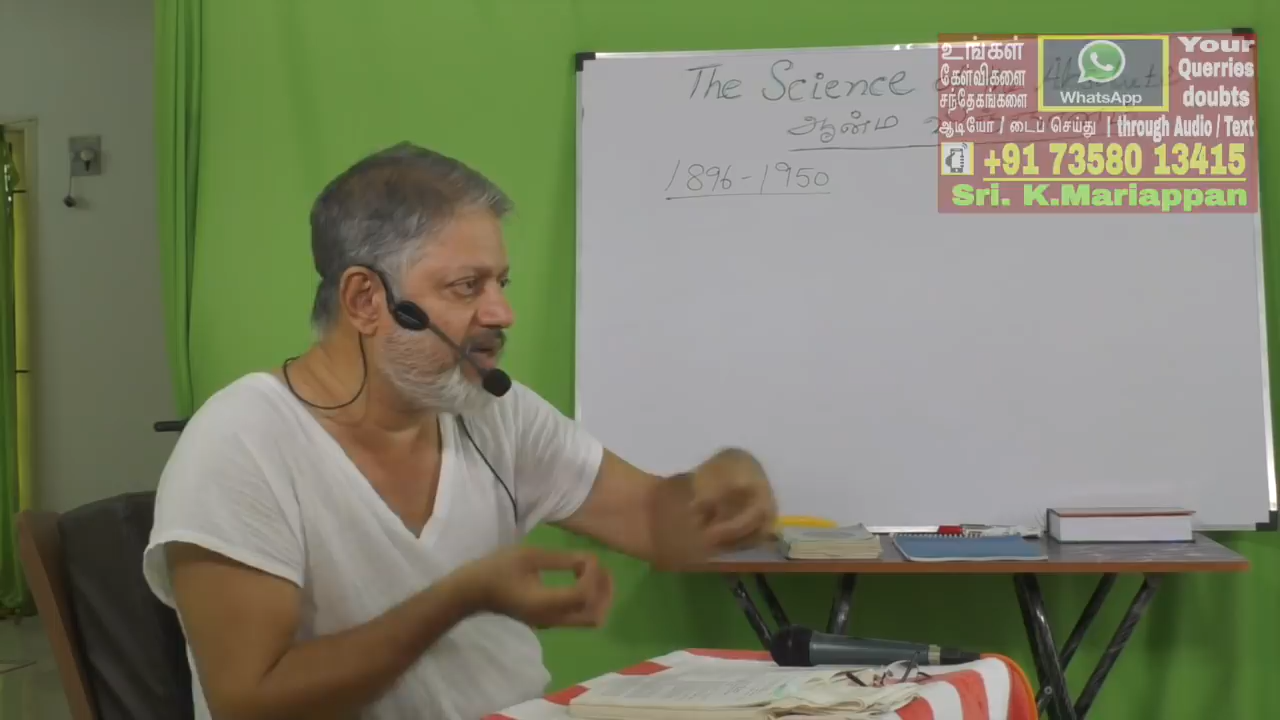 The Science
ஆன்ம
1896-1950
உங்கள்
கேள்விகளை
சந்தேகங்களை
ஆடியோ / டைப் செய்து
WhatsApp
Your
Querries
doubts
through Audio / Text
+91 73580 13415
Sri. K.Mariappan